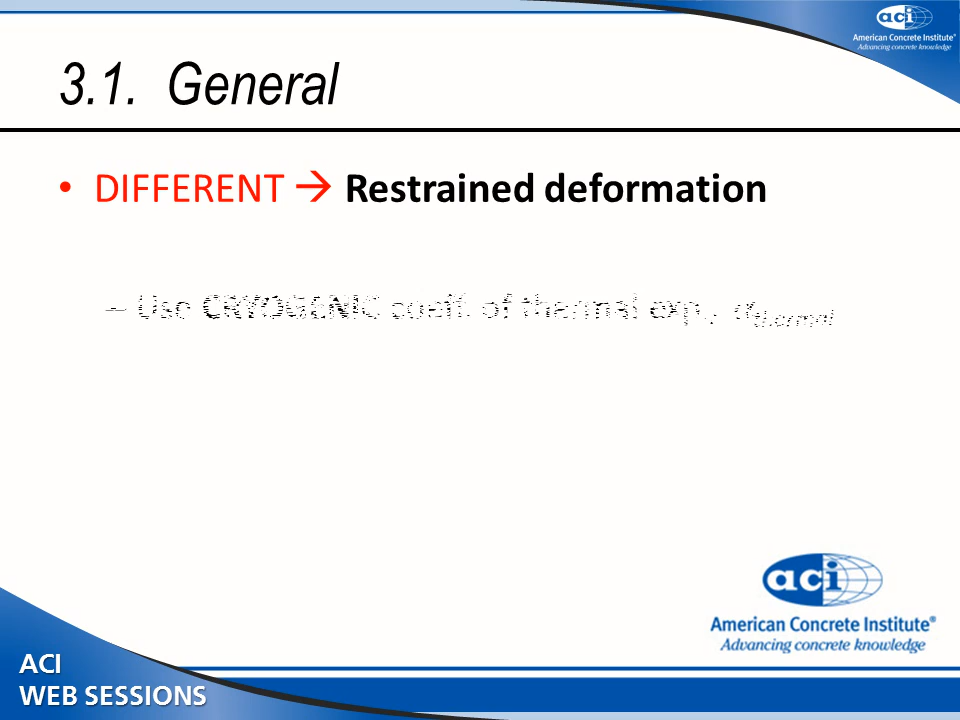 aci
American Concrete Institute®
Advancing concrete knowledge
3.1. General
• DIFFERENT → Restrained deformation
– Use CRYOGENIC coeff. of thermal exp., α thermal
aci
American Concrete Institute®
Advancing concrete knowledge
ACI
WEB SESSIONS